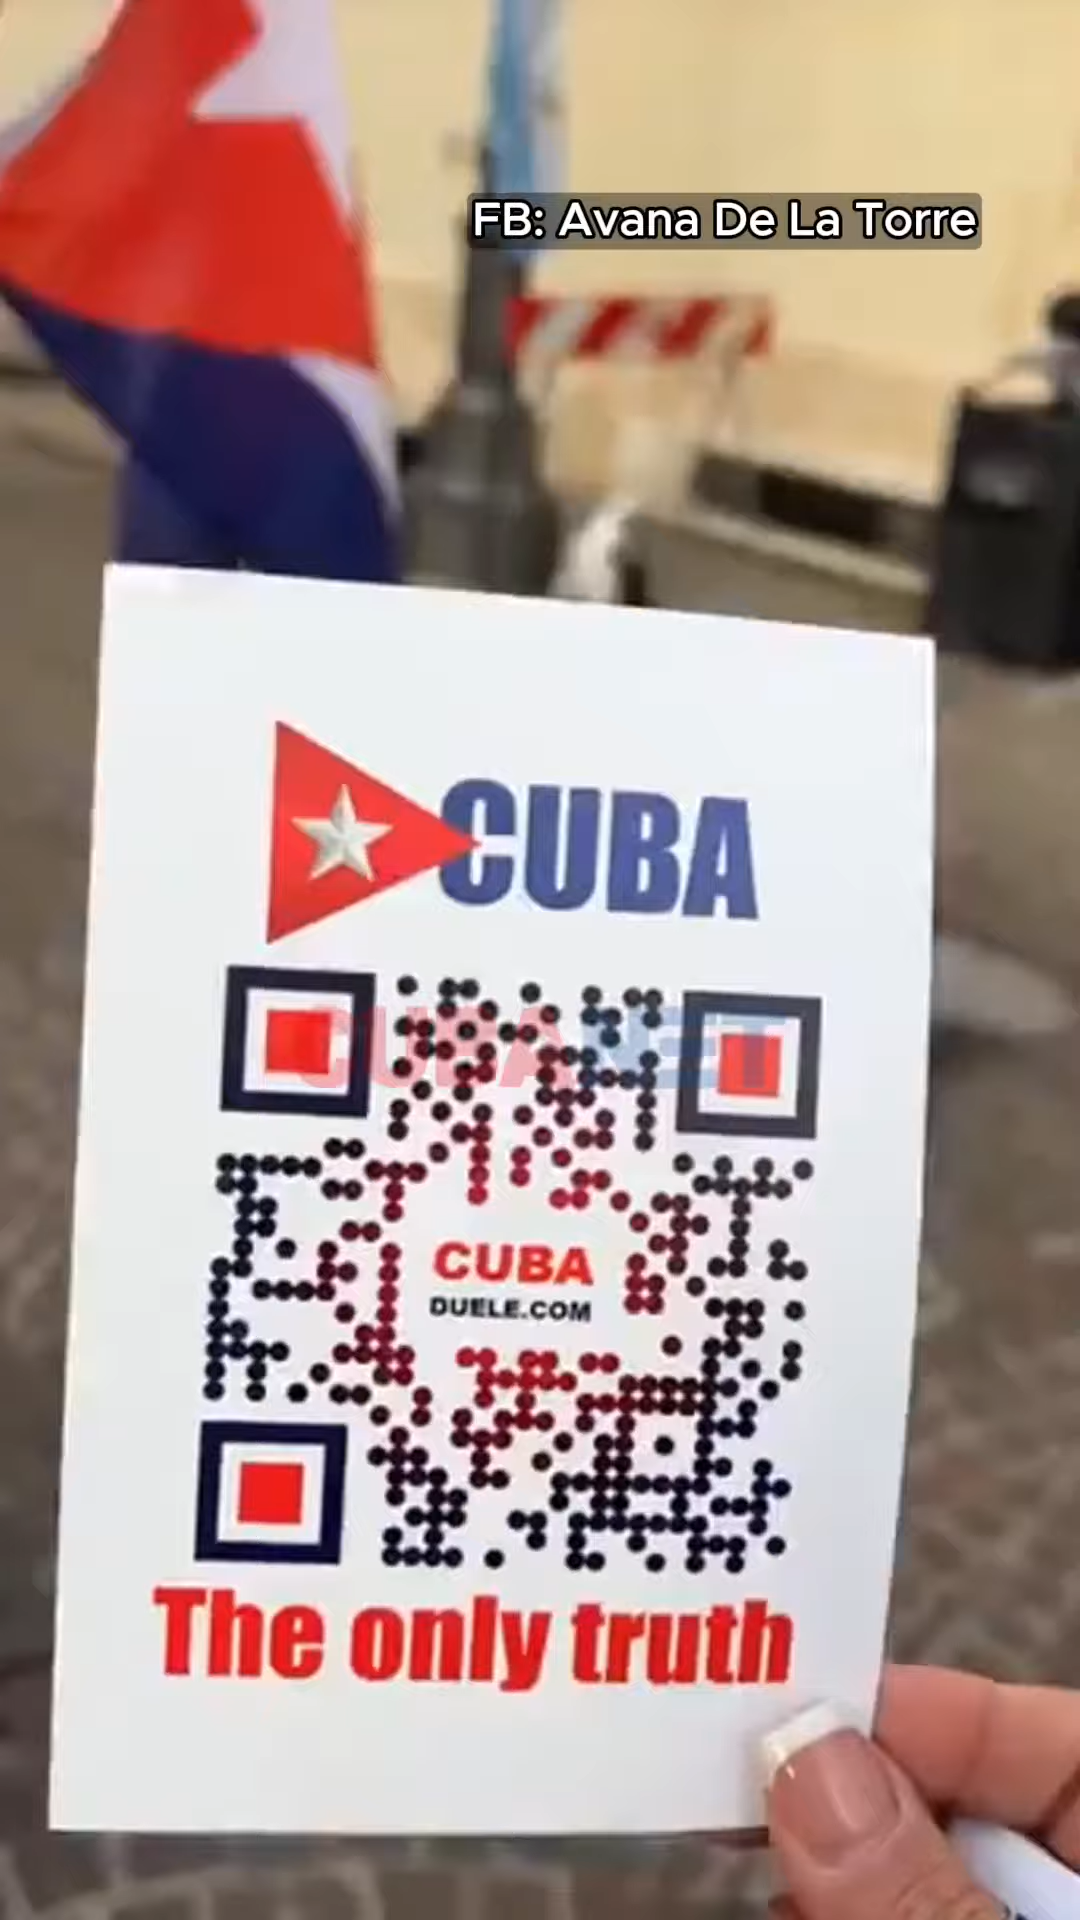 FB: Avana De La Torre
CUBA
CUBANET
CUBA
DUELE.COM
The only truth